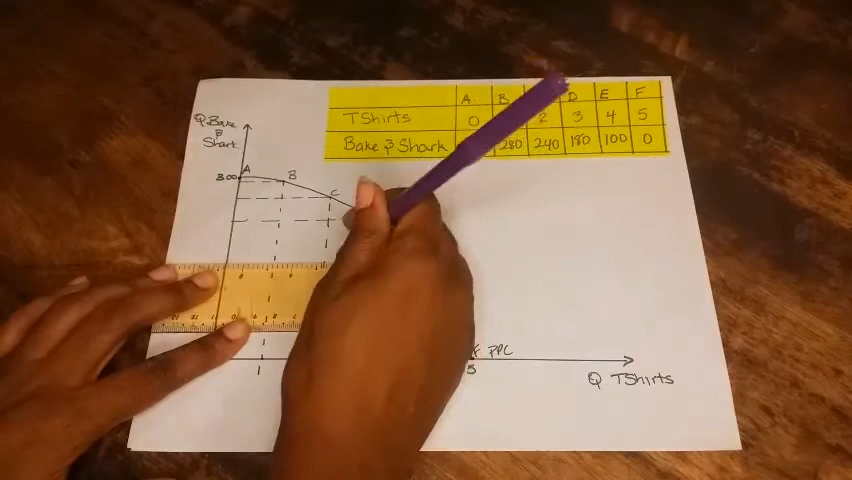 A B D E F
TShirts 0 2 3 4 5
Bake & Shark 280 240 180 100 0
Q Bake
&
Shark
300 A
B
C
F PPC
1 5
Q TShirts